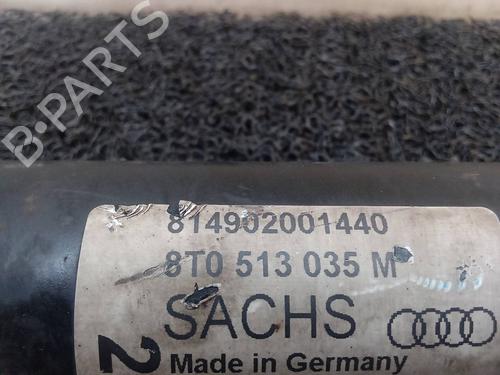 B-PARTS
814902001440
8T0 513 035 M
SACHS
2
Made in Germany